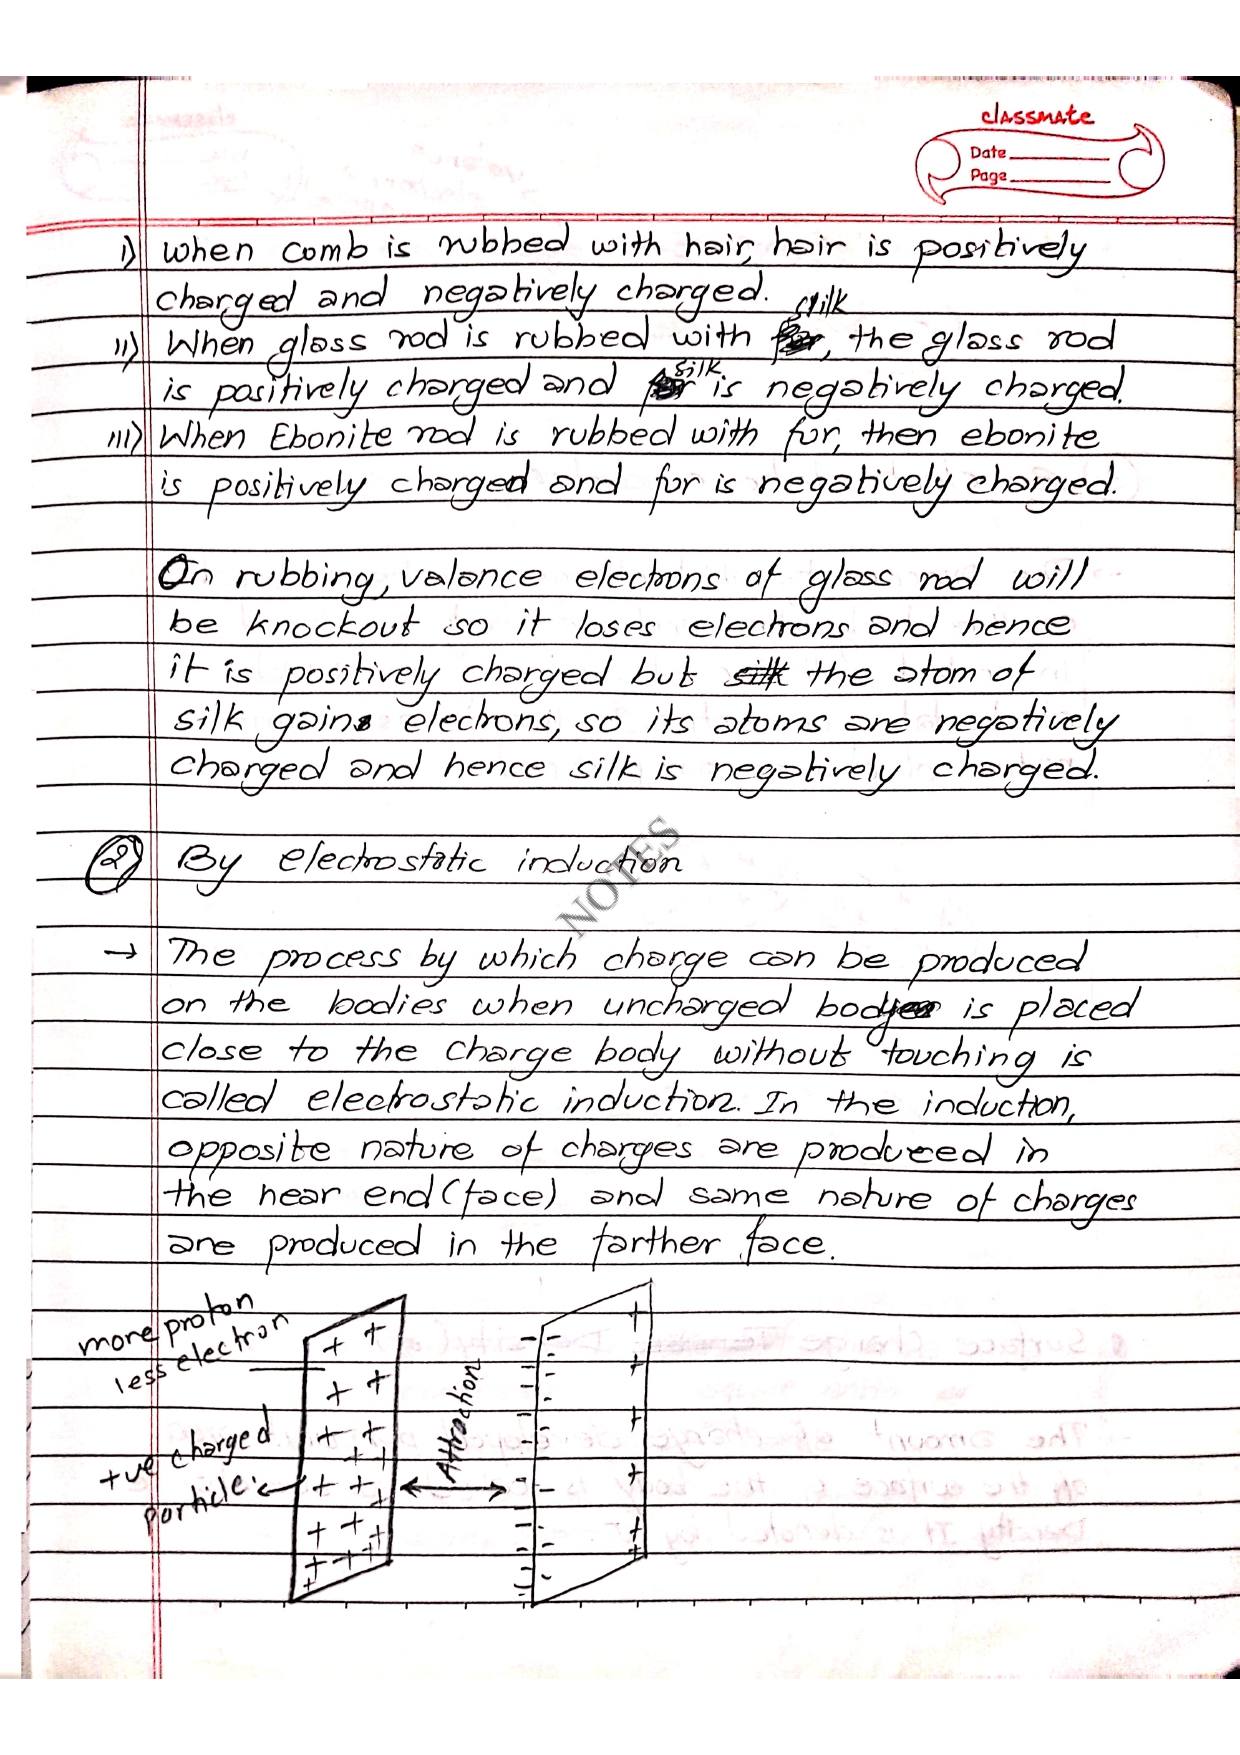 classmate
Date
Page
i) When comb is rubbed with hair, hair is positively
charged and negatively charged.
ii) When glass rod is rubbed with silk, the glass rod
is positively charged and silk is negatively charged.
iii) When Ebonite rod is rubbed with fur, then ebonite
is positively charged and fur is negatively charged.
On rubbing, valance electrons of glass rod will
be knockout so it loses electrons and hence
it is positively charged but silk the atom of
silk gains electrons, so its atoms are negatively
charged and hence silk is negatively charged.
2) By electrostatic induction
NOTES
→ The process by which charge can be produced
on the bodies when uncharged body is placed
close to the charge body without touching is
called electrostatic induction. In the induction,
opposite nature of charges are produced in
the near end (face) and same nature of charges
are produced in the farther face.
more proton
less electron
+ve charged
particle
Attraction